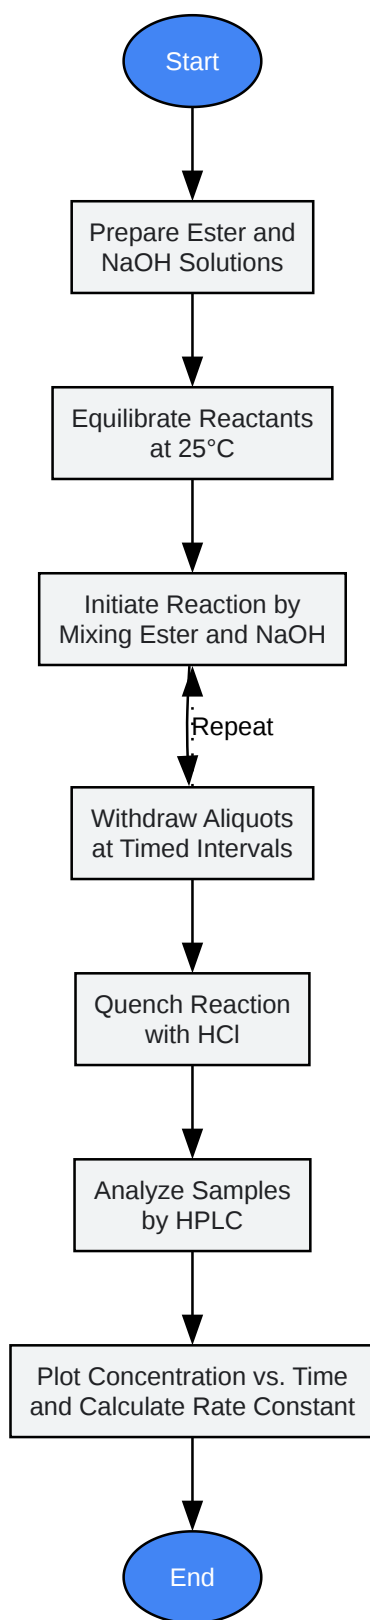 Start
Prepare Ester and
NaOH Solutions
Equilibrate Reactants
at 25°C
Initiate Reaction by
Mixing Ester and NaOH
Repeat
Withdraw Aliquots
at Timed Intervals
Quench Reaction
with HCl
Analyze Samples
by HPLC
Plot Concentration vs. Time
and Calculate Rate Constant
End